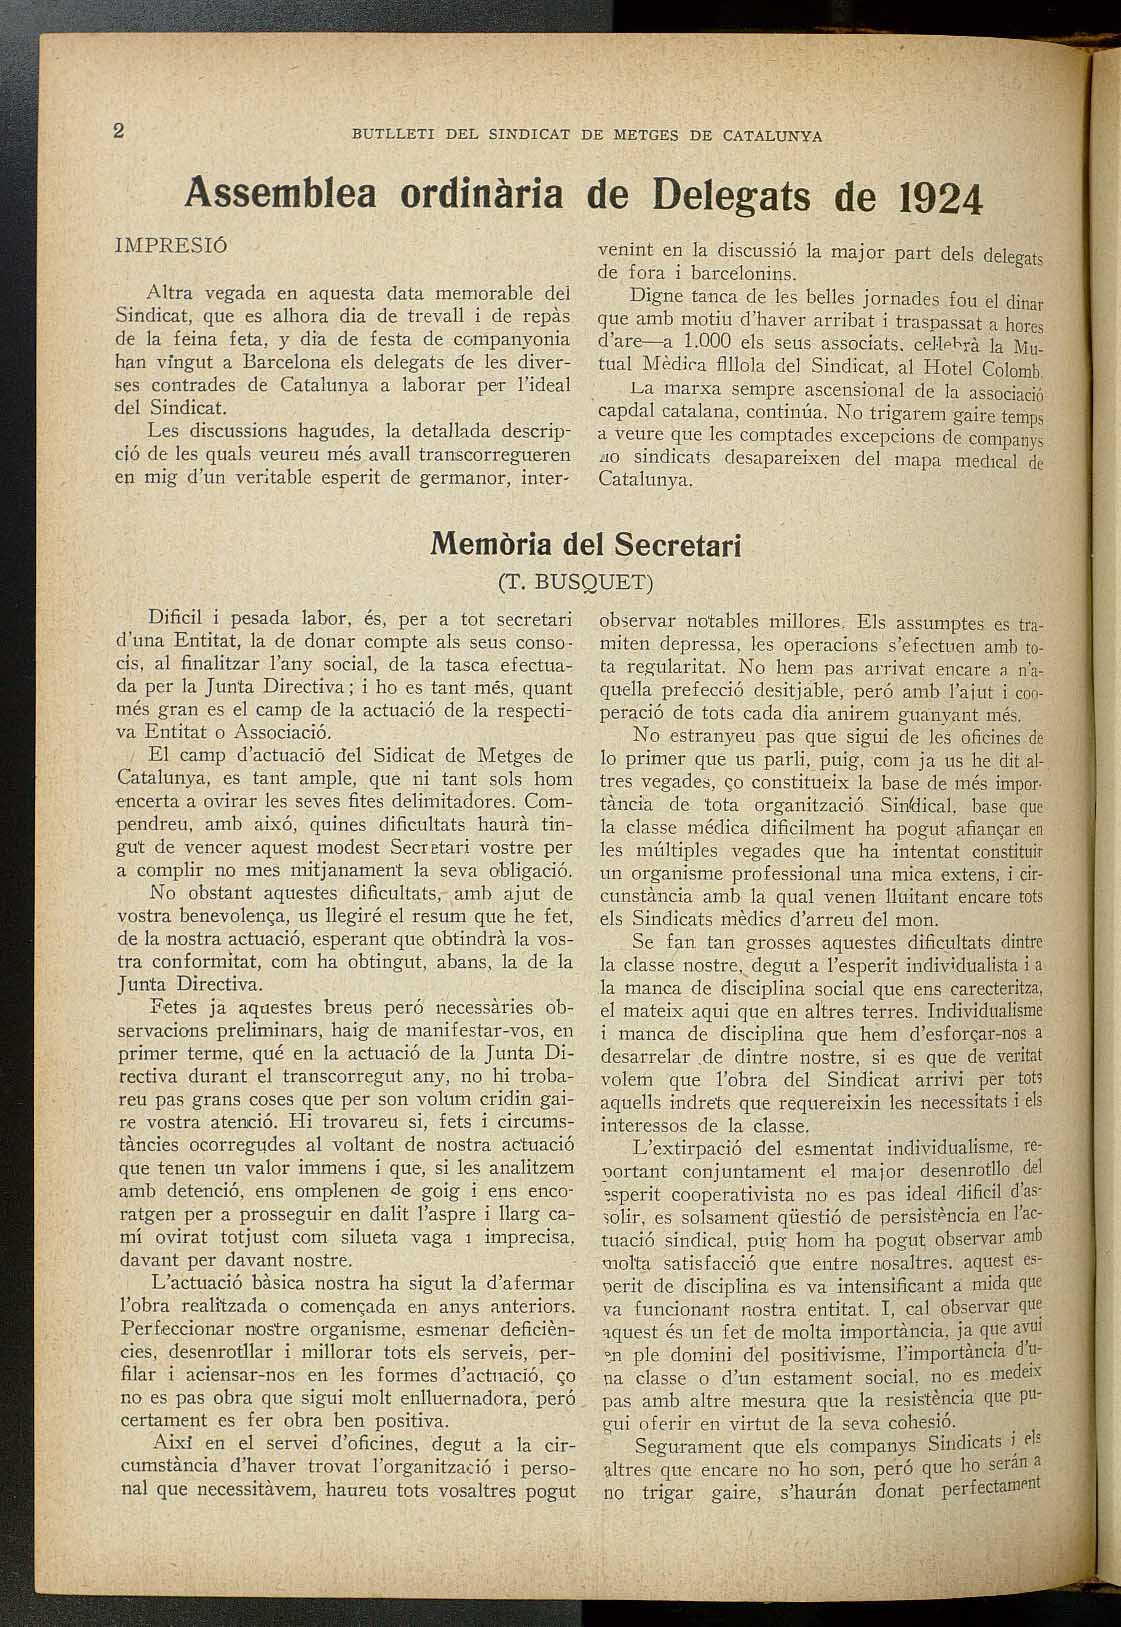 2
BUTLLETI DEL SINDICAT DE METGES DE CATALUNYA
Assemblea ordinària de Delegats de 1924
IMPRESIÓ
Altra vegada en aquesta data memorable del
Sindicat, que es alhora dia de trevall i de repàs
de la feina feta, y dia de festa de companyonia
han vingut a Barcelona els delegats de les diver-
ses contrades de Catalunya a laborar per l'ideal
del Sindicat.
Les discussions hagudes, la detallada descrip-
ció de les quals veureu més avall transcorregueren
en mig d'un veritable esperit de germanor, inter-
venint en la discussió la major part dels delegats
de fora i barcelonins.
Digne tanca de les belles jornades fou el dinar
que amb motiu d'haver arribat i traspassat a hores
d'are—a 1.000 els seus associats, cel·lebrà la Mu-
tual Mèdica fillola del Sindicat, al Hotel Colomb.
La marxa sempre ascensional de la associació
capdal catalana, continúa. No trigarem gaire temps
a veure que les comptades excepcions de companys
no sindicats desapareixen del mapa medical de
Catalunya.
Memòria del Secretari
(T. BUSQUET)
Dificil i pesada labor, és, per a tot secretari
d'una Entitat, la de donar compte als seus conso-
cis, al finalitzar l'any social, de la tasca efectua-
da per la Junta Directiva; i ho es tant més, quant
més gran es el camp de la actuació de la respecti-
va Entitat o Associació.
El camp d'actuació del Sidicat de Metges de
Catalunya, es tant ample, que ni tant sols hom
encerta a ovirar les seves fites delimitadores. Com-
pendreu, amb aixó, quines dificultats haurà tin-
gut de vencer aquest modest Secretari vostre per
a complir no mes mitjanament la seva obligació.
No obstant aquestes dificultats, amb ajut de
vostra benevolença, us llegiré el resum que he fet,
de la nostra actuació, esperant que obtindrà la vos-
tra conformitat, com ha obtingut, abans, la de la
Junta Directiva.
Fetes ja aquestes breus peró necessàries ob-
servacions preliminars, haig de manifestar-vos, en
primer terme, qué en la actuació de la Junta Di-
rectiva durant el transcorregut any, no hi troba-
reu pas grans coses que per son volum cridin gai-
re vostra atenció. Hi trovareu si, fets i circums-
tàncies ocorregudes al voltant de nostra actuació
que tenen un valor immens i que, si les analitzem
amb detenció, ens omplenen de goig i ens enco-
ratgen per a prosseguir en dalit l'aspre i llarg ca-
mí ovirat totjust com silueta vaga i imprecisa,
davant per davant nostre.
L'actuació bàsica nostra ha sigut la d'afermar
l'obra realitzada o començada en anys anteriors.
Perfeccionar nostre organisme, esmenar deficièn-
cies, desenrotllar i millorar tots els serveis, per-
filar i aciensar-nos en les formes d'actuació, ço
no es pas obra que sigui molt enlluernadora, peró
certament es fer obra ben positiva.
Així en el servei d'oficines, degut a la cir-
cumstància d'haver trovat l'organització i perso-
nal que necessitàvem, haureu tots vosaltres pogut
observar notables millores. Els assumptes es tra-
miten depressa, les operacions s'efectuen amb to-
ta regularitat. No hem pas arrivat encare a n'a-
quella prefecció desitjable, peró amb l'ajut i coo-
peració de tots cada dia anirem guanyant més.
No estranyeu pas que sigui de les oficines de
lo primer que us parli, puig, com ja us he dit al-
tres vegades, ço constitueix la base de més impor-
tància de tota organització Sindical, base que
la classe médica dificilment ha pogut afiançar en
les múltiples vegades que ha intentat constituir
un organisme professional una mica extens, i cir-
cunstància amb la qual venen lluitant encare tots
els Sindicats mèdics d'arreu del mon.
Se fan tan grosses aquestes dificultats dintre
la classe nostre, degut a l'esperit individualista i a
la manca de disciplina social que ens carecteritza,
el mateix aqui que en altres terres. Individualisme
i manca de disciplina que hem d'esforçar-nos a
desarrelar de dintre nostre, si es que de veritat
volem que l'obra del Sindicat arrivi per tots
aquells indrets que requereixin les necessitats i els
interessos de la classe.
L'extirpació del esmentat individualisme, re-
portant conjuntament el major desenrotllo del
esperit cooperativista no es pas ideal dificil d'as-
solir, es solsament qüestió de persistència en l'ac-
tuació sindical, puig hom ha pogut observar amb
molta satisfacció que entre nosaltres, aquest es-
perit de disciplina es va intensificant a mida que
va funcionant nostra entitat. I, cal observar que
aquest és un fet de molta importància, ja que avui
en ple domini del positivisme, l'importància d'u-
na classe o d'un estament social, no es medeix
pas amb altre mesura que la resistència que pu-
gui oferir en virtut de la seva cohesió.
Segurament que els companys Sindicats i els
altres que encare no ho son, peró que ho serán a
no trigar gaire, s'haurán donat perfectament